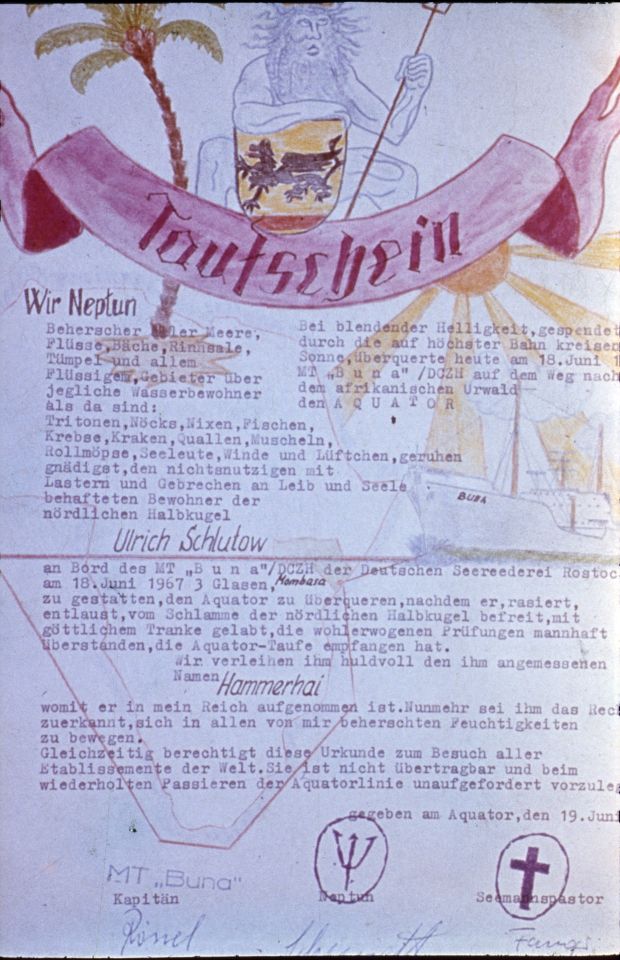 Taufschein
Wir Neptun
Beherscher aller Meere,
Flüsse,Bäche,Rinnsale,
Tümpel und allem
Flüssigem,Gebieter über
jegliche Wasserbewohner
als da sind:
Tritonen,Nöcks,Nixen,Fischen,
Krebse,Kraken,Quallen,Muscheln,
Rollmöpse,Seeleute,Winde und Lüftchen,geruhen
gnädigst,den nichtsnutzigen mit
Lastern und Gebrechen an Leib und Seele
behafteten Bewohner der
nördlichen Halbkugel
Bei blendender Helligkeit,gespendet
durch die auf höchster Bahn kreisen
Sonne,überquerte heute am 18.Juni 1
MT „Buna"/DCZH auf dem Weg nach
dem afrikanischen Urwald
den A Q U A T O R
BUNA
Ulrich Schlutow
an Bord des MT „B u n a"/DCZH der Deutschen Seereederei Rostoc
am 18.Juni 1967 3 Glasen, Mombasa
zu gestatten,den Aquator zu überqueren,nachdem er,rasiert,
entlaust,vom Schlamme der nördlichen Halbkugel befreit,mit
göttlichem Tranke gelabt,die wohlerwogenen Prüfungen mannhaft
überstanden,die Aquator-Taufe empfangen hat.
Wir verleihen ihm huldvoll den ihm angemessenen
Namen Hammerhai
womit er in mein Reich aufgenommen ist.Nunmehr sei ihm das Rec
zuerkannt,sich in allen von mir beherschten Feuchtigkeiten
zu bewegen.
Gleichzeitig berechtigt diese Urkunde zum Besuch aller
Etablissemente der Welt.Sie ist nicht übertragbar und beim
wiederholten Passieren der Aquatorlinie unaufgefordert vorzuleg
gegeben am Aquator,den 19.Juni
MT „Buna"
Kapitän
Neptun
Seemannspastor